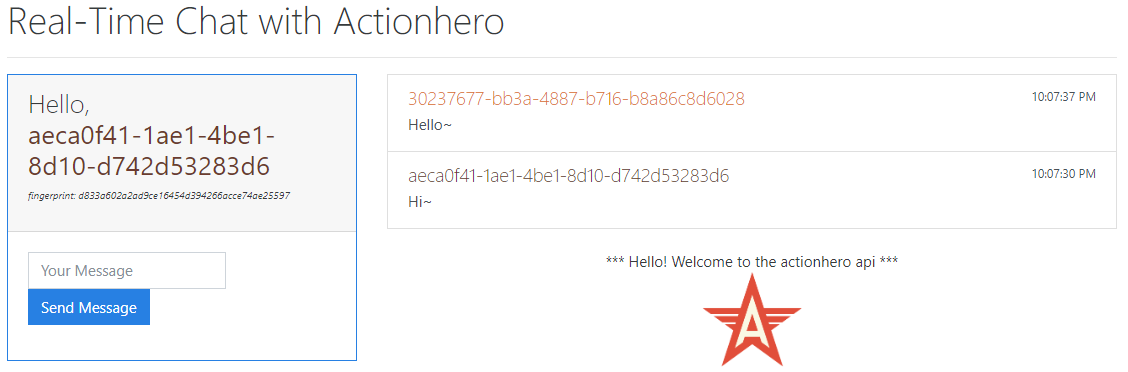 Real-Time Chat with Actionhero
Hello,
aeca0f41-1ae1-4be1-
8d10-d742d53283d6
fingerprint: d833a602a2ad9ce16454d394266acce74ae25597
Your Message
Send Message
30237677-bb3a-4887-b716-b8a86c8d6028 10:07:37 PM
Hello~
aeca0f41-1ae1-4be1-8d10-d742d53283d6 10:07:30 PM
Hi~
*** Hello! Welcome to the actionhero api ***
A